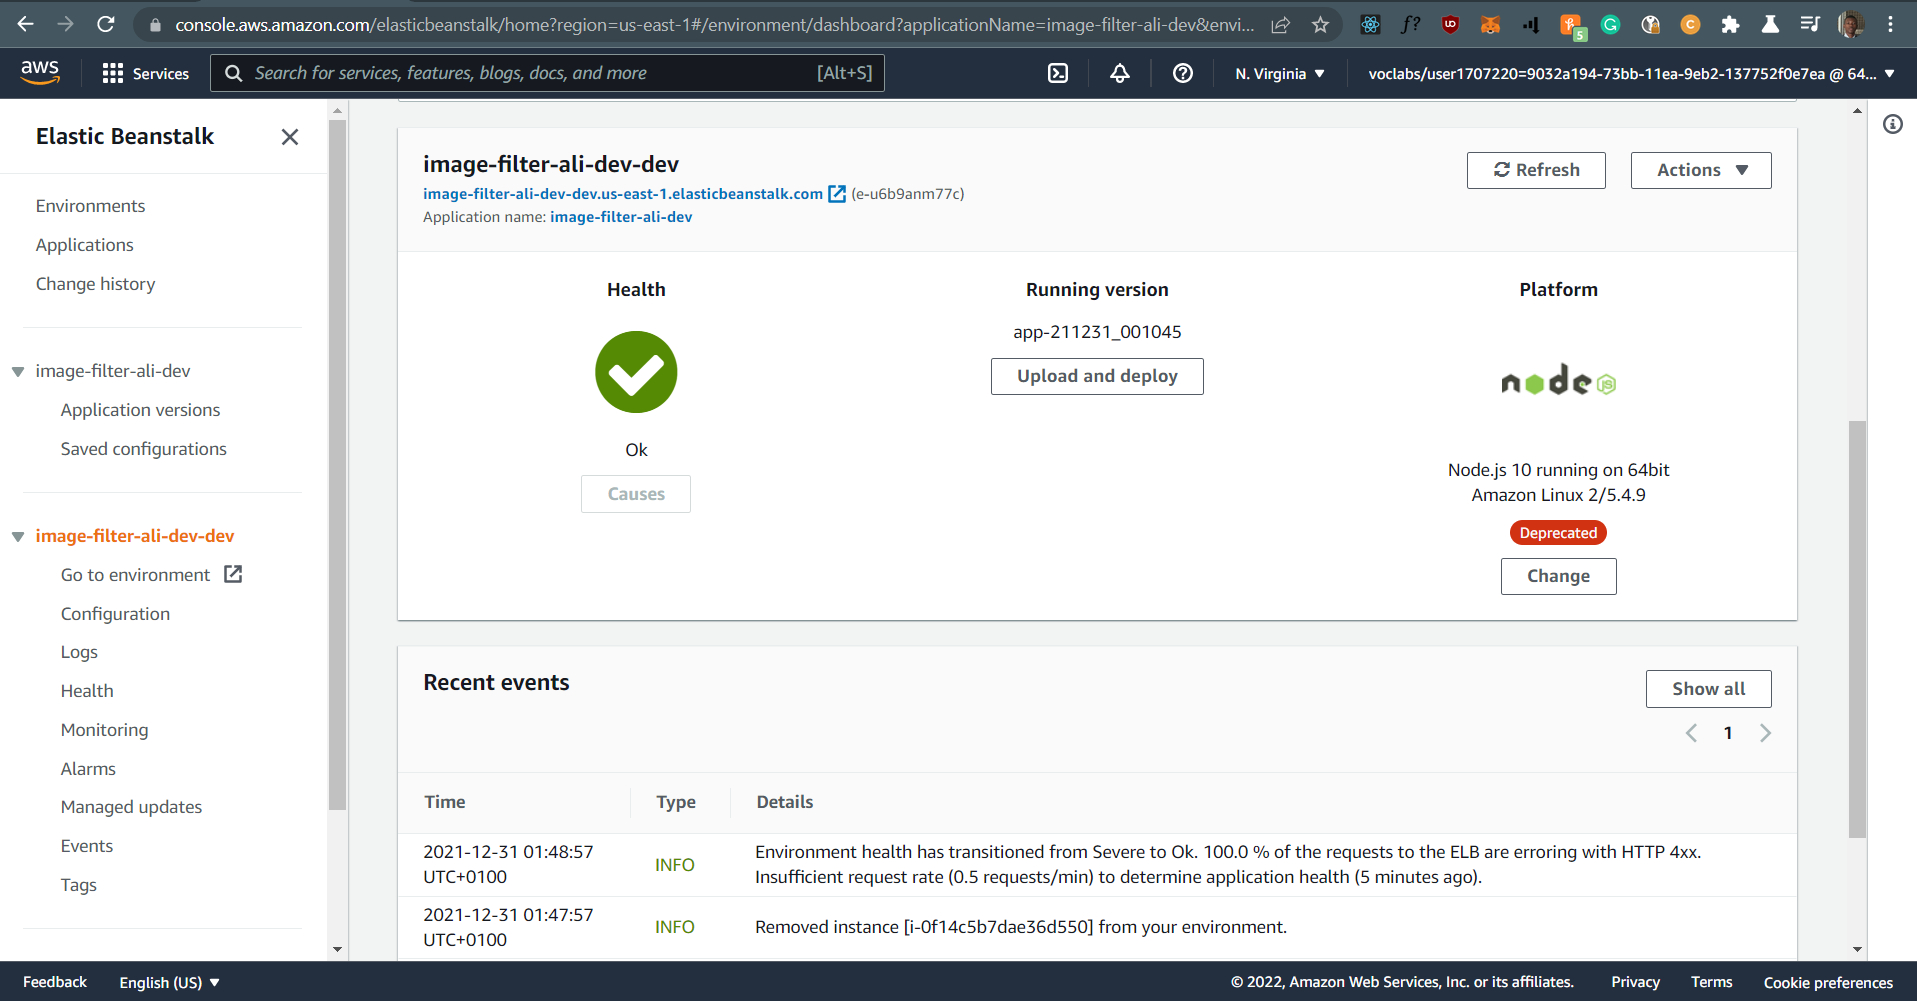 console.aws.amazon.com/elasticbeanstalk/home?region=us-east-1#/environment/dashboard?applicationName=image-filter-ali-dev&envi...
f?
5
aws
Services
Search for services, features, blogs, docs, and more
[Alt+S]
N. Virginia
voclabs/user1707220=9032a194-73bb-11ea-9eb2-137752f0e7ea @ 64...
Elastic Beanstalk
Environments
Applications
Change history
image-filter-ali-dev
Application versions
Saved configurations
image-filter-ali-dev-dev
Go to environment
Configuration
Logs
Health
Monitoring
Alarms
Managed updates
Events
Tags
image-filter-ali-dev-dev
image-filter-ali-dev-dev.us-east-1.elasticbeanstalk.com (e-u6b9anm77c)
Application name: image-filter-ali-dev
Refresh
Actions
Health
Ok
Causes
Running version
app-211231_001045
Upload and deploy
Platform
node JS
Node.js 10 running on 64bit
Amazon Linux 2/5.4.9
Deprecated
Change
Recent events
Show all
1
Time Type Details
2021-12-31 01:48:57
UTC+0100
INFO
Environment health has transitioned from Severe to Ok. 100.0 % of the requests to the ELB are erroring with HTTP 4xx.
Insufficient request rate (0.5 requests/min) to determine application health (5 minutes ago).
2021-12-31 01:47:57
UTC+0100
INFO
Removed instance [i-0f14c5b7dae36d550] from your environment.
Feedback
English (US)
© 2022, Amazon Web Services, Inc. or its affiliates.
Privacy
Terms
Cookie preferences